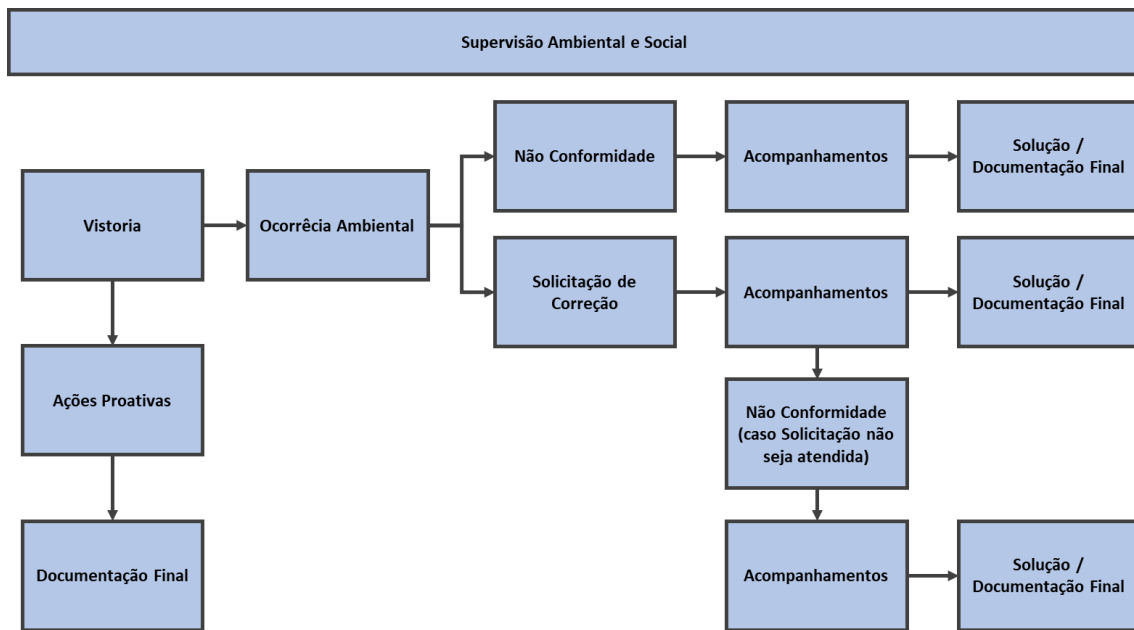 Supervisão Ambiental e Social
Não Conformidade
Acompanhamentos
Solução /
Documentação Final
Vistoria
Ocorrêcia Ambiental
Solicitação de
Correção
Acompanhamentos
Solução /
Documentação Final
Ações Proativas
Não Conformidade
(caso Solicitação não
seja atendida)
Documentação Final
Acompanhamentos
Solução /
Documentação Final